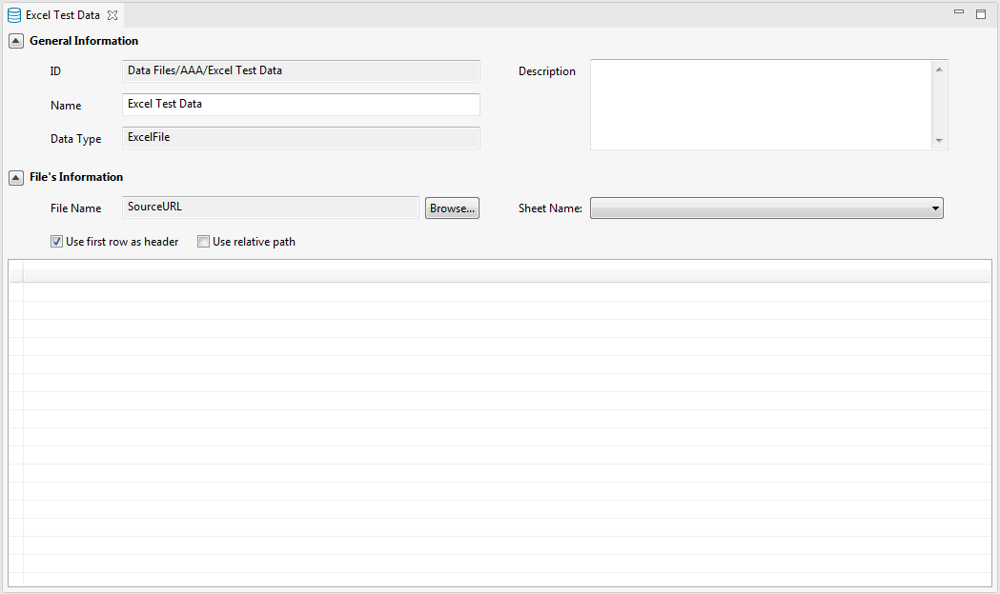 Excel Test Data
General Information
ID Data Files/AAA/Excel Test Data Description
Name Excel Test Data
Data Type ExcelFile
File's Information
File Name SourceURL Browse... Sheet Name:
Use first row as header Use relative path